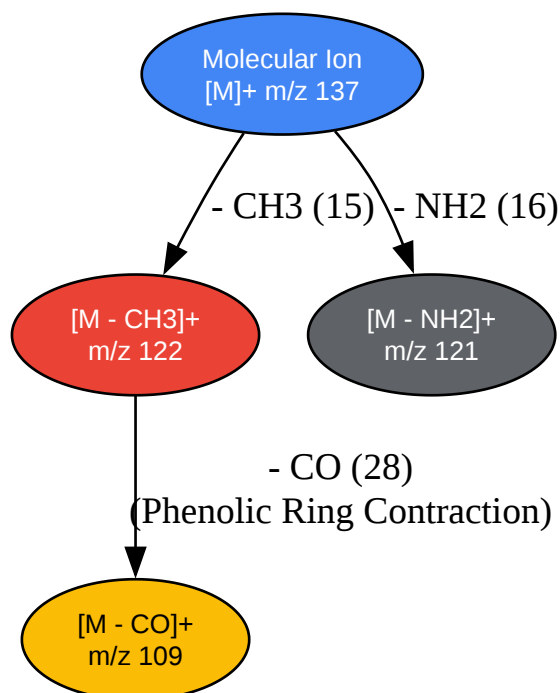 Molecular Ion
[M]+ m/z 137
- CH3 (15)
- NH2 (16)
[M - CH3]+
m/z 122
[M - NH2]+
m/z 121
- CO (28)
(Phenolic Ring Contraction)
[M - CO]+
m/z 109